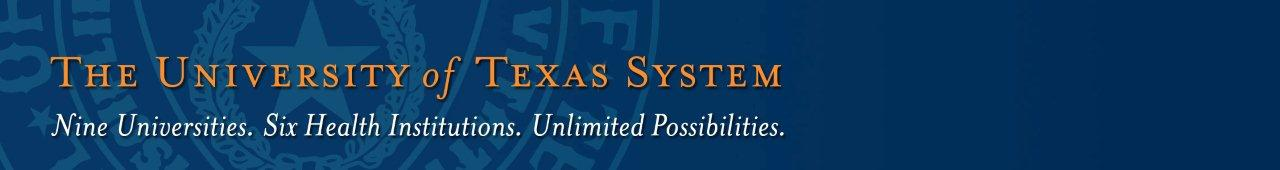 The University of Texas System
Nine Universities. Six Health Institutions. Unlimited Possibilities.